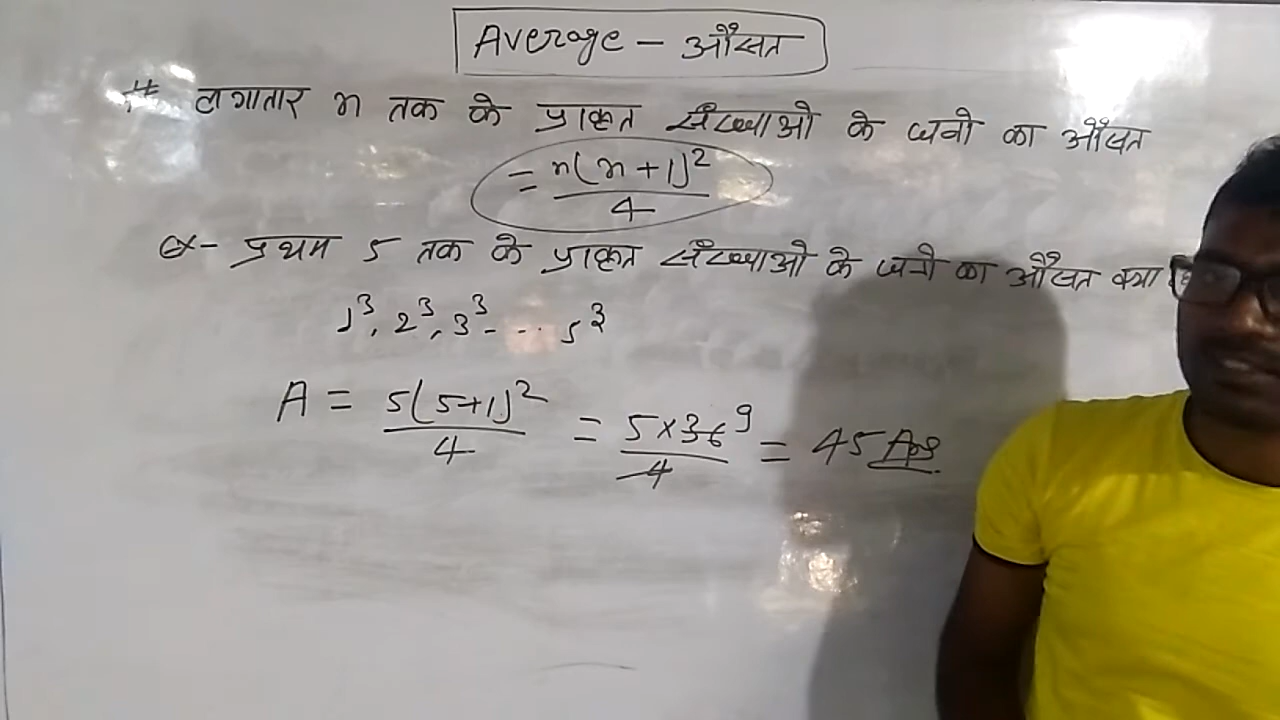 Average - औसत
# लगातार n तक के प्राकृत संख्याओ के घनो का औसत
= n(n+1)²/4
Q- प्रथम 5 तक के प्राकृत संख्याओ के घनो का औसत क्या
1³, 2³, 3³ - - - 5³
A = 5(5+1)²/4 = 5×36 9/4 = 45 Ans